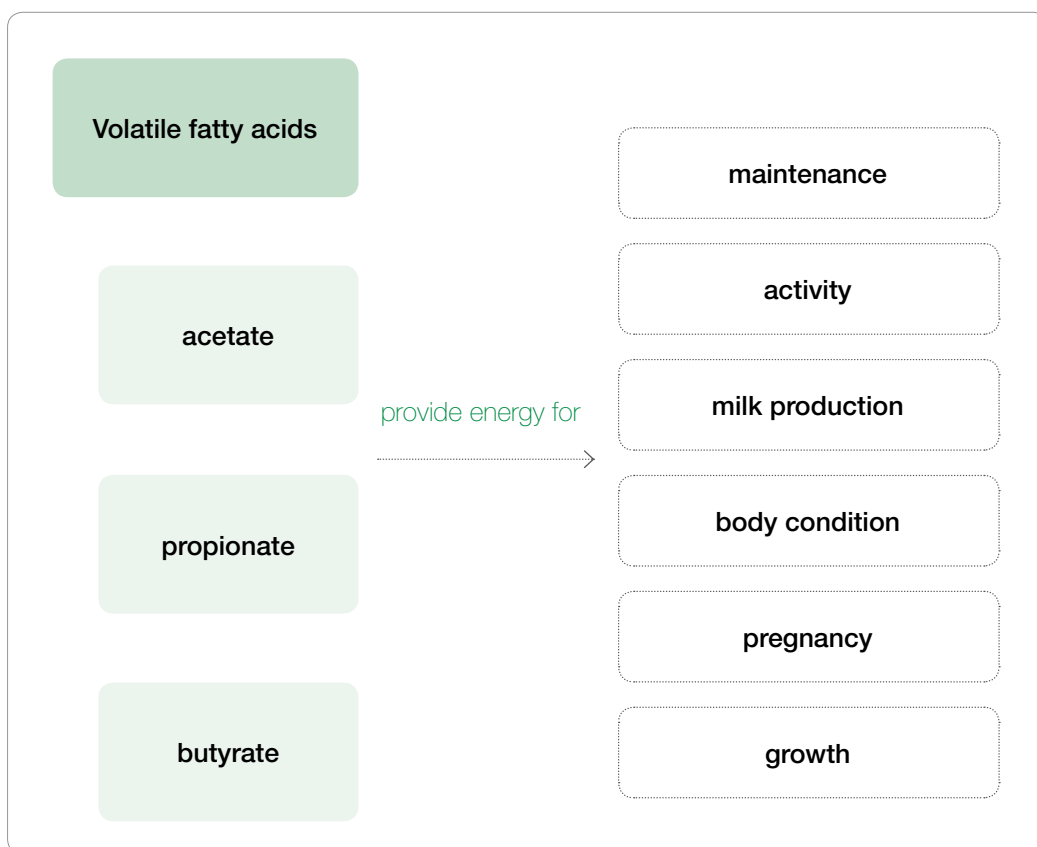 Volatile fatty acids
acetate
propionate
butyrate
provide energy for
maintenance
activity
milk production
body condition
pregnancy
growth